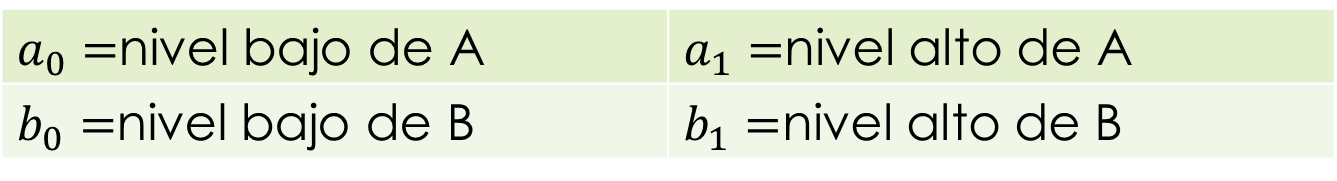 a₀ =nivel bajo de A a₁ =nivel alto de A
b₀ =nivel bajo de B b₁ =nivel alto de B